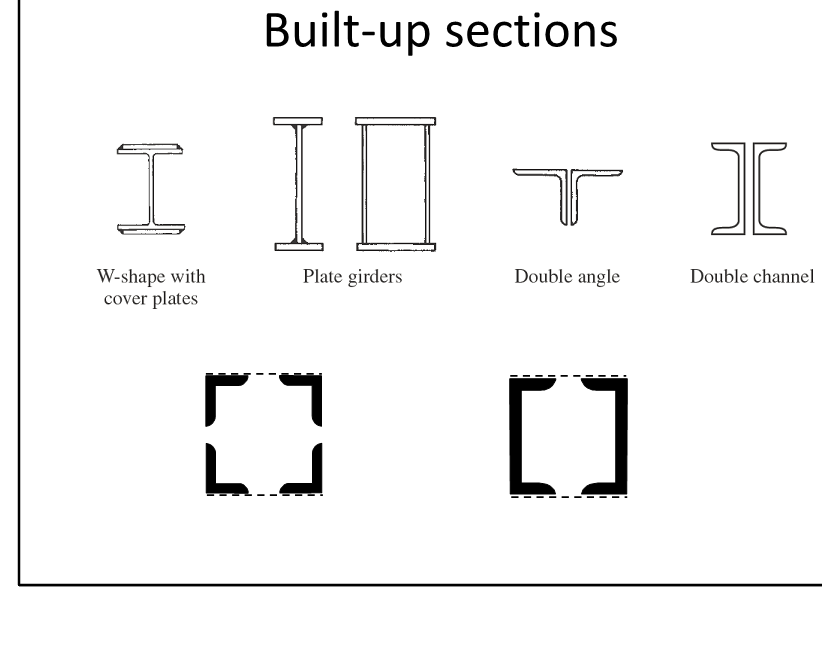 Built-up sections
W-shape with
cover plates
Plate girders
Double angle
Double channel